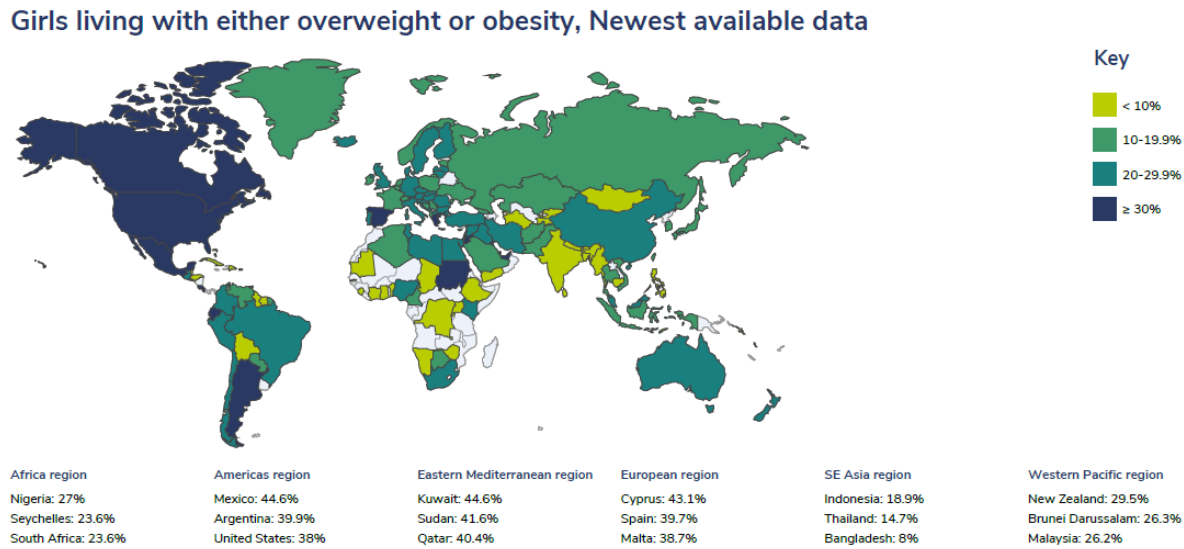 Girls living with either overweight or obesity, Newest available data
Key
< 10%
10-19.9%
20-29.9%
≥ 30%
Africa region
Nigeria: 27%
Seychelles: 23.6%
South Africa: 23.6%
Americas region
Mexico: 44.6%
Argentina: 39.9%
United States: 38%
Eastern Mediterranean region
Kuwait: 44.6%
Sudan: 41.6%
Qatar: 40.4%
European region
Cyprus: 43.1%
Spain: 39.7%
Malta: 38.7%
SE Asia region
Indonesia: 18.9%
Thailand: 14.7%
Bangladesh: 8%
Western Pacific region
New Zealand: 29.5%
Brunei Darussalam: 26.3%
Malaysia: 26.2%